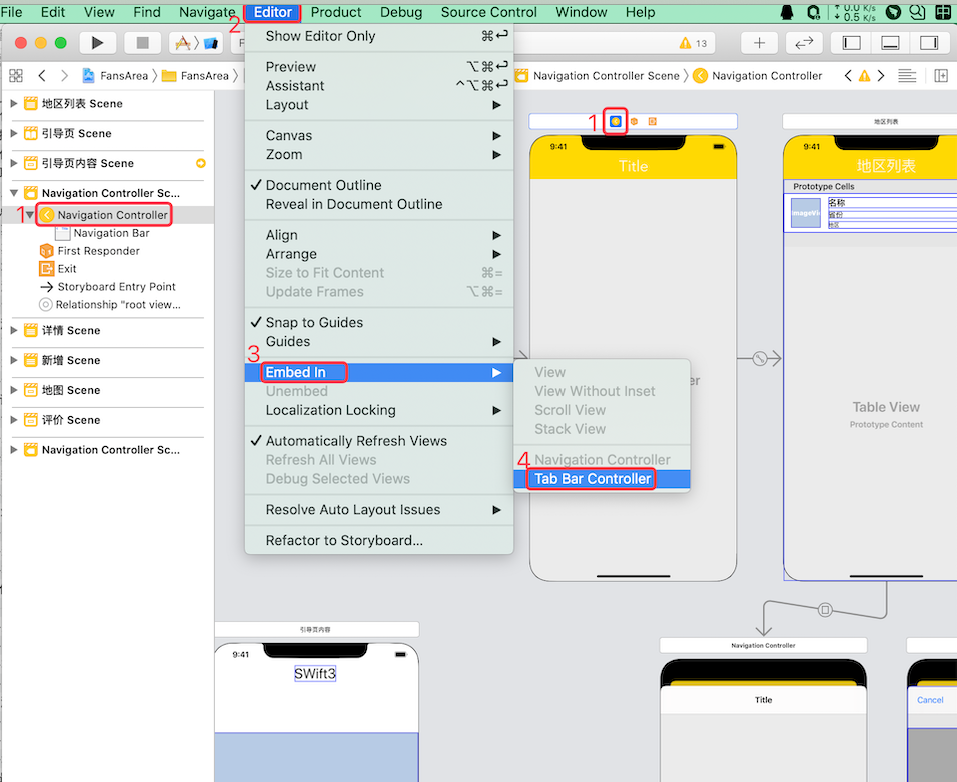 File Edit View Find Navigate Editor Product Debug Source Control Window Help
0.0 K/s
0.5 K/s
2
13
FansArea FansArea
Navigation Controller Scene Navigation Controller
地区列表 Scene
引导页 Scene
引导页内容 Scene
Navigation Controller Sc...
1 Navigation Controller
Navigation Bar
First Responder
Exit
Storyboard Entry Point
Relationship "root view...
详情 Scene
新增 Scene
地图 Scene
评价 Scene
Navigation Controller Sc...
Show Editor Only ⌘↩
Preview ⌥⌘↩
Assistant ^⌥⌘↩
Layout
Canvas
Zoom
✓ Document Outline
Reveal in Document Outline
Align
Arrange
Size to Fit Content ⌘=
Update Frames ⌥⌘=
✓ Snap to Guides
Guides
3
Embed In
Unembed
Localization Locking
✓ Automatically Refresh Views
Refresh All Views
Debug Selected Views
Resolve Auto Layout Issues
Refactor to Storyboard...
View
View Without Inset
Scroll View
Stack View
4 Navigation Controller
Tab Bar Controller
1
9:41
Title
er
地区列表
9:41
地区列表
Prototype Cells
名称
省份
地区
Table View
Prototype Content
引导页内容
9:41
SWift3
Navigation Controller
Title
Cancel